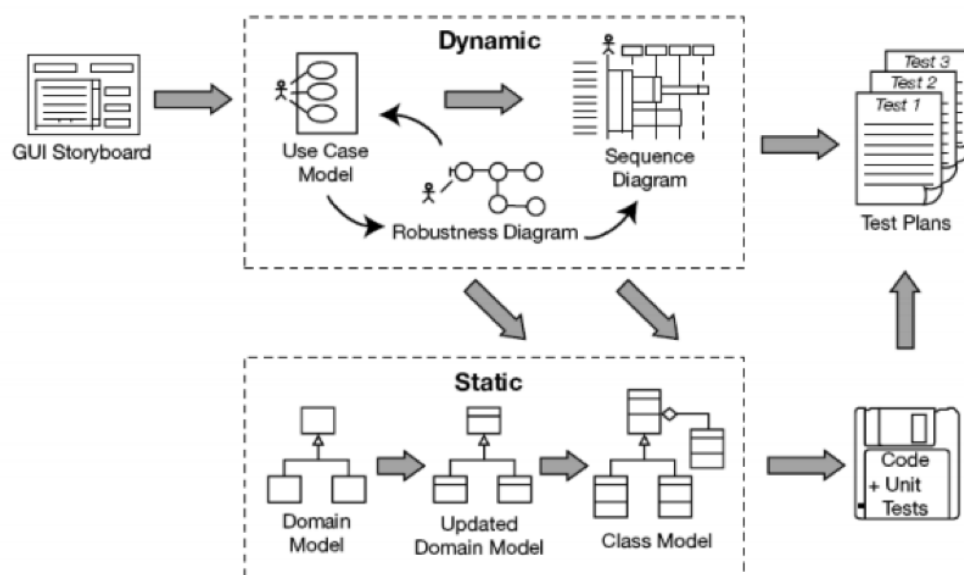 Dynamic
GUI Storyboard
Use Case
Model
Robustness Diagram
Sequence
Diagram
Test 3
Test 2
Test 1
Test Plans
Static
Domain
Model
Updated
Domain Model
Class Model
Code
+ Unit
Tests